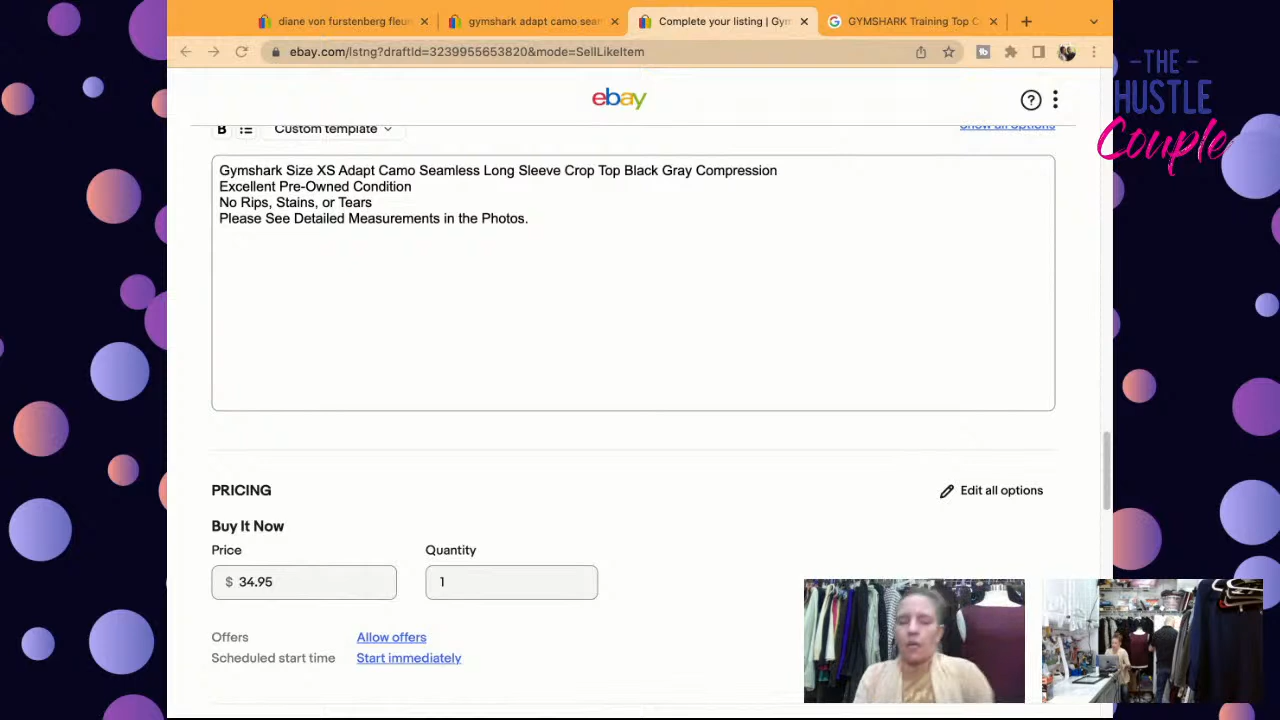 diane von furstenberg fleun
gymshark adapt camo seam
Complete your listing | Gym
GYMSHARK Training Top C
ebay.com/lstng?draftId=3239955653820&mode=SellLikeItem
-THE-
HUSTLE
Couple
ebay
B
Custom template
Show all options
Gymshark Size XS Adapt Camo Seamless Long Sleeve Crop Top Black Gray Compression
Excellent Pre-Owned Condition
No Rips, Stains, or Tears
Please See Detailed Measurements in the Photos.
PRICING
Edit all options
Buy It Now
Price
Quantity
$ 34.95
1
Offers
Allow offers
Scheduled start time
Start immediately